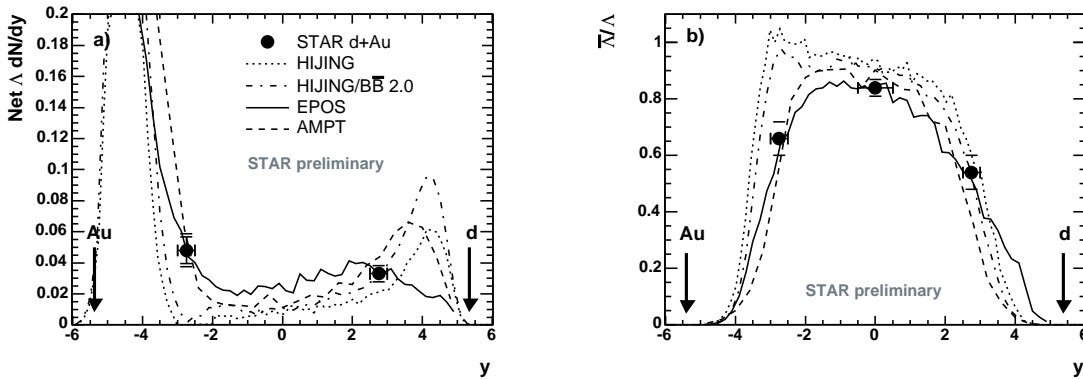 Net Λ dN/dy
0.2
0.18
0.16
0.14
0.12
0.1
0.08
0.06
0.04
0.02
0
a)
STAR d+Au
HIJING
HIJING/BB̅ 2.0
EPOS
AMPT
STAR preliminary
Au
d
-6 -4 -2 0 2 4 6
y
Λ̅/Λ
1
0.8
0.6
0.4
0.2
0
b)
Au
d
STAR preliminary
-6 -4 -2 0 2 4 6
y